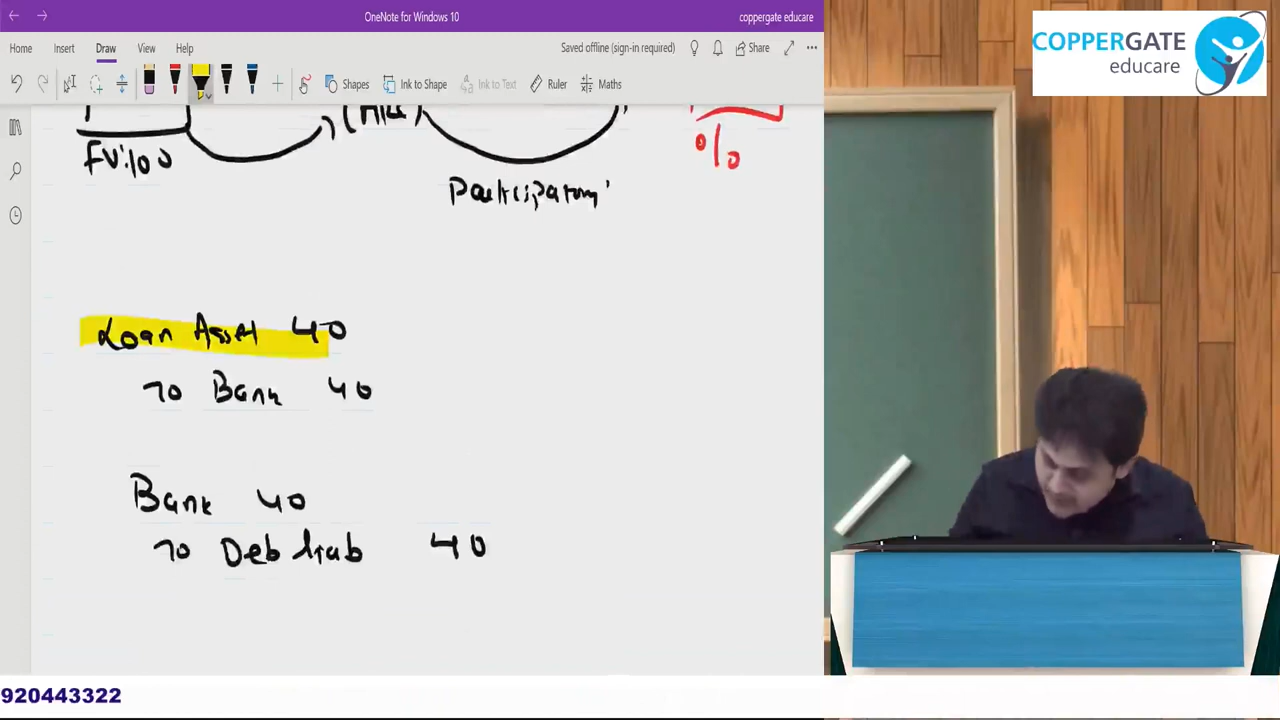 OneNote for Windows 10
coppergate educare
Home Insert Draw View Help
Saved offline (sign-in required)
Share
Shapes
Ink to Shape
Ink to Text
Ruler
Maths
COPPERGATE
educare
FV:100
%
Participatory
Loan Asset 40
To Bank 40
Bank 40
To Deb liab 40
920443322